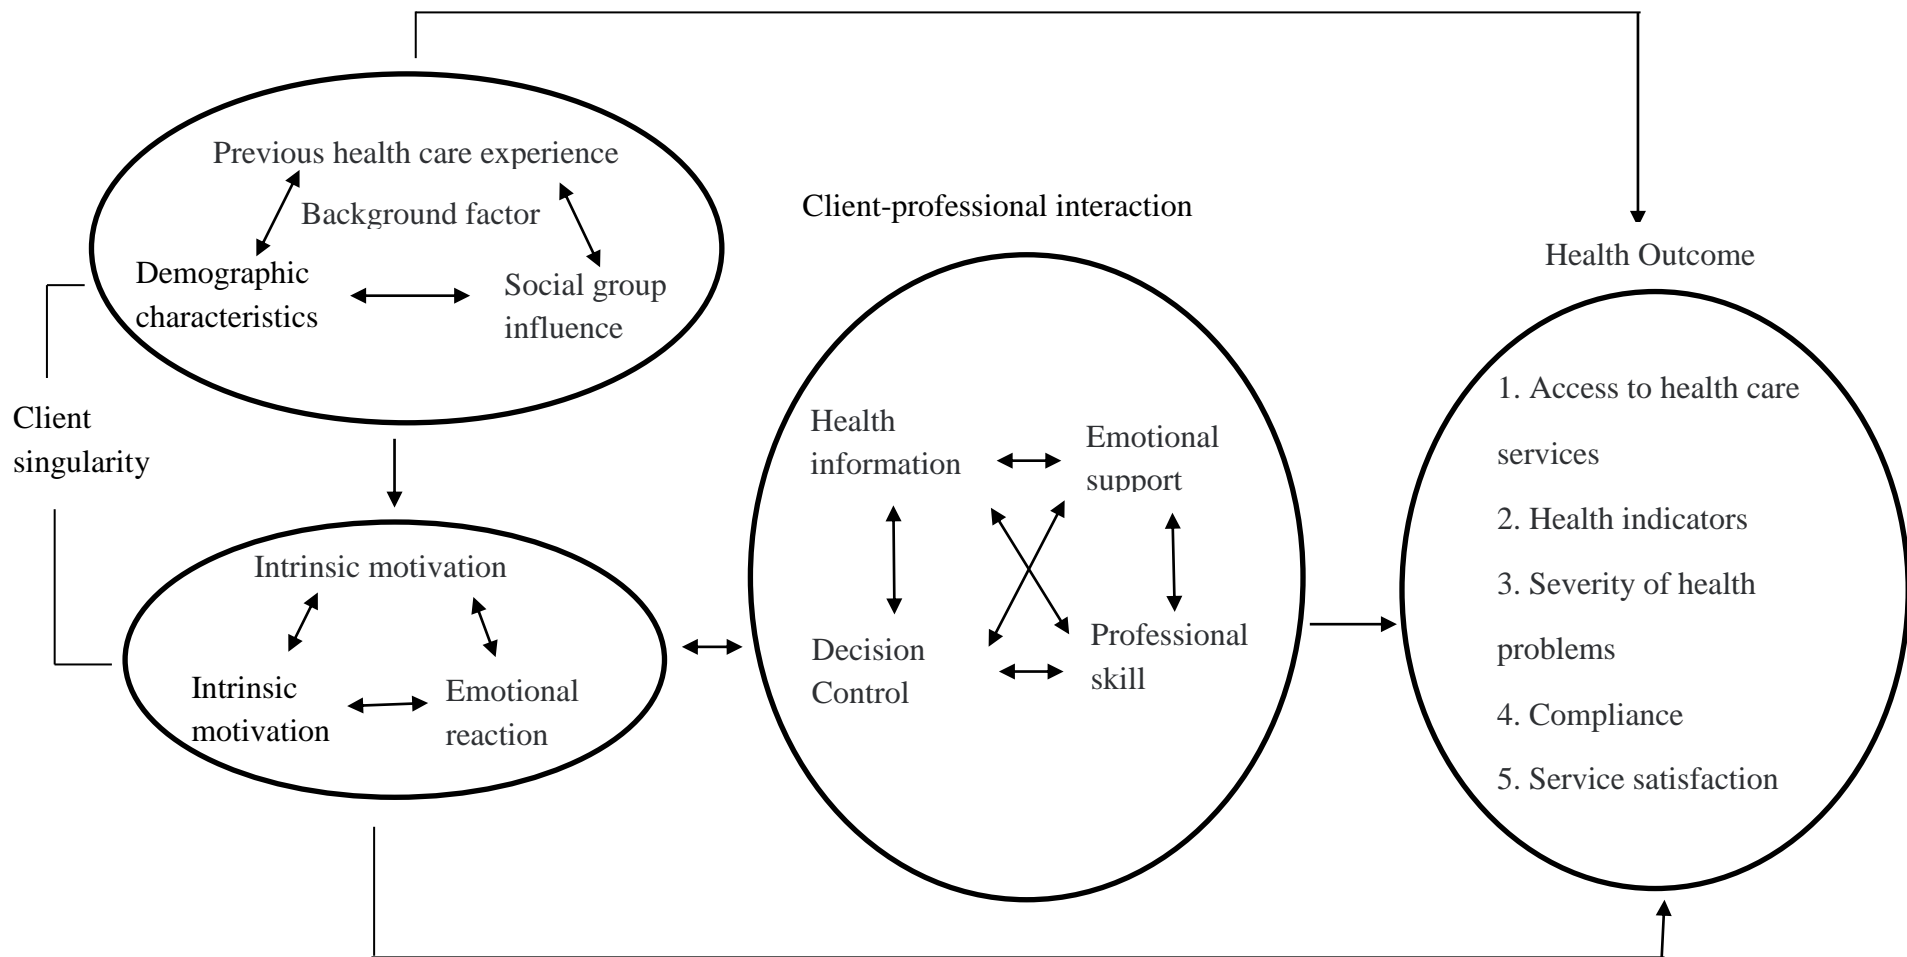 Previous health care experience
Background factor
Demographic
characteristics
Social group
influence
Client
singularity
Intrinsic motivation
Intrinsic
motivation
Emotional
reaction
Client-professional interaction
Health
information
Emotional
support
Decision
Control
Professional
skill
Health Outcome
1. Access to health care
services
2. Health indicators
3. Severity of health
problems
4. Compliance
5. Service satisfaction